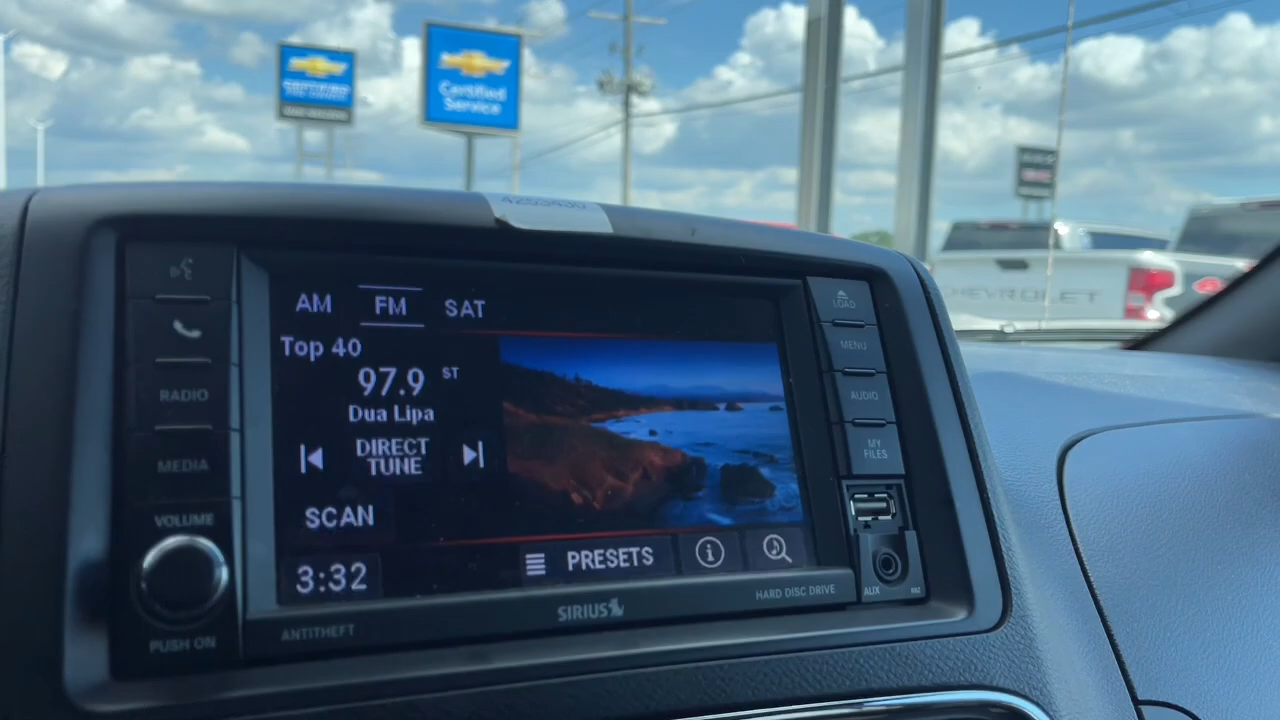 Certified
Service
4253430
CHEVROLET
AM
FM
SAT
Top 40
97.9 ST
Dua Lipa
DIRECT
TUNE
SCAN
3:32
PRESETS
RADIO
MEDIA
VOLUME
PUSH ON
ANTITHEFT
SIRIUS
HARD DISC DRIVE
LOAD
MENU
AUDIO
MY
FILES
AUX